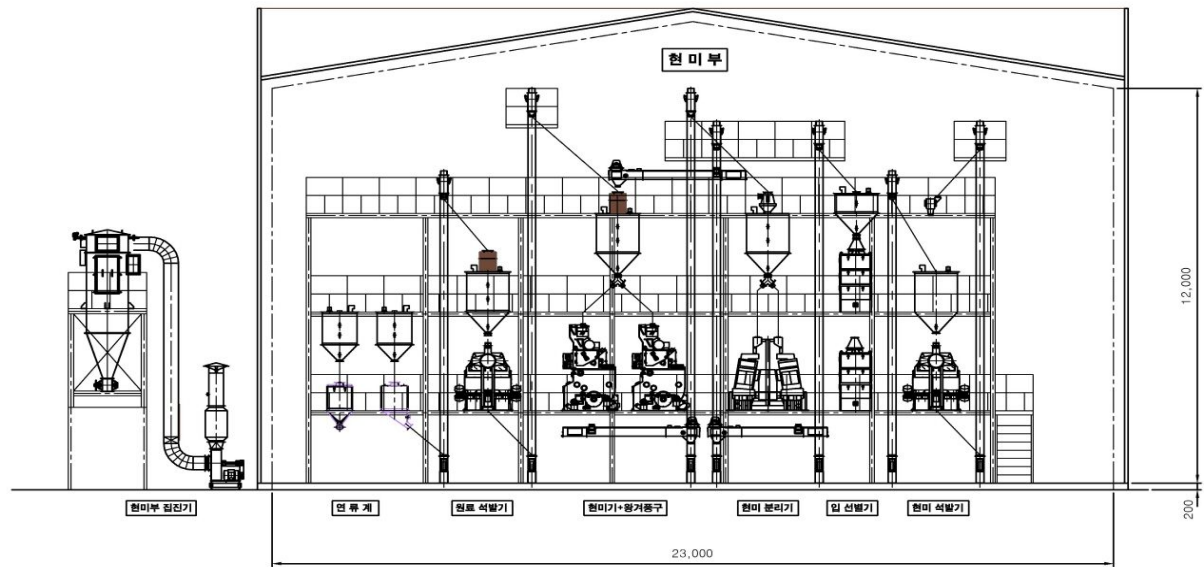 현 미 부
12,000
현미부 집진기
연 류 계
원료 석발기
현미기+왕겨풍구
현미 분리기
입 선별기
현미 석발기
200
23,000